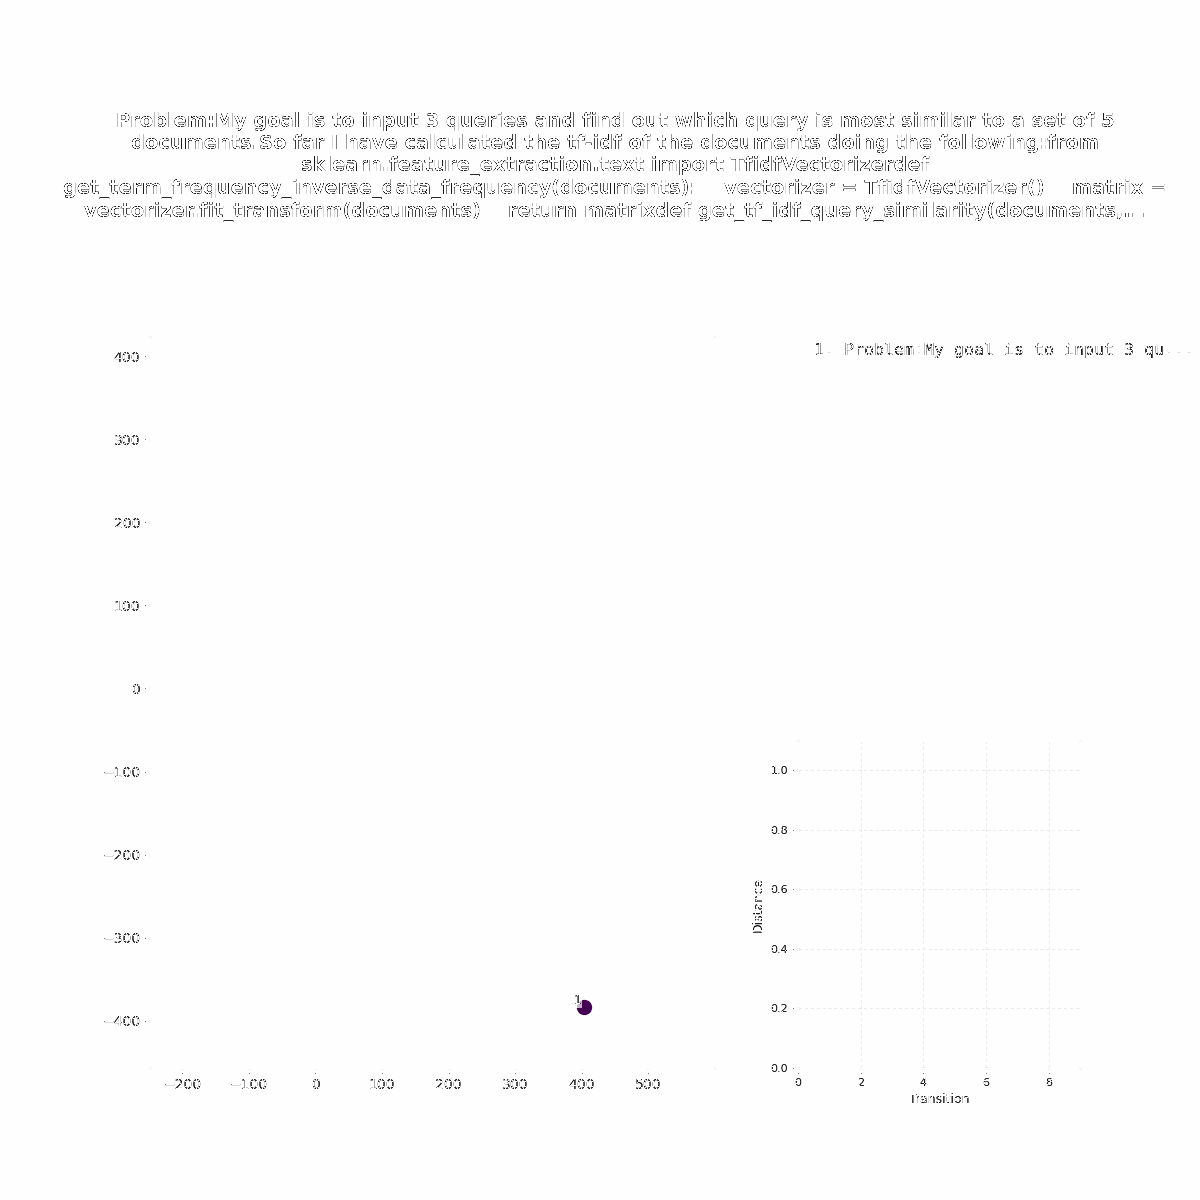 Problem:My goal is to input 3 queries and find out which query is most similar to a set of 5
documents.So far I have calculated the tf-idf of the documents doing the following:from
sklearn.feature_extraction.text import TfidfVectorizerdef
get_term_frequency_inverse_data_frequency(documents):    vectorizer = TfidfVectorizer()    matrix =
vectorizer.fit_transform(documents)    return matrixdef get_tf_idf_query_similarity(documents,...
1. Problem:My goal is to input 3 qu...
400
300
200
100
0
−100
−200
−300
−400
−200 −100 0 100 200 300 400 500
1
1.0
0.8
0.6
0.4
0.2
0.0
0 2 4 6 8
Distance
Transition